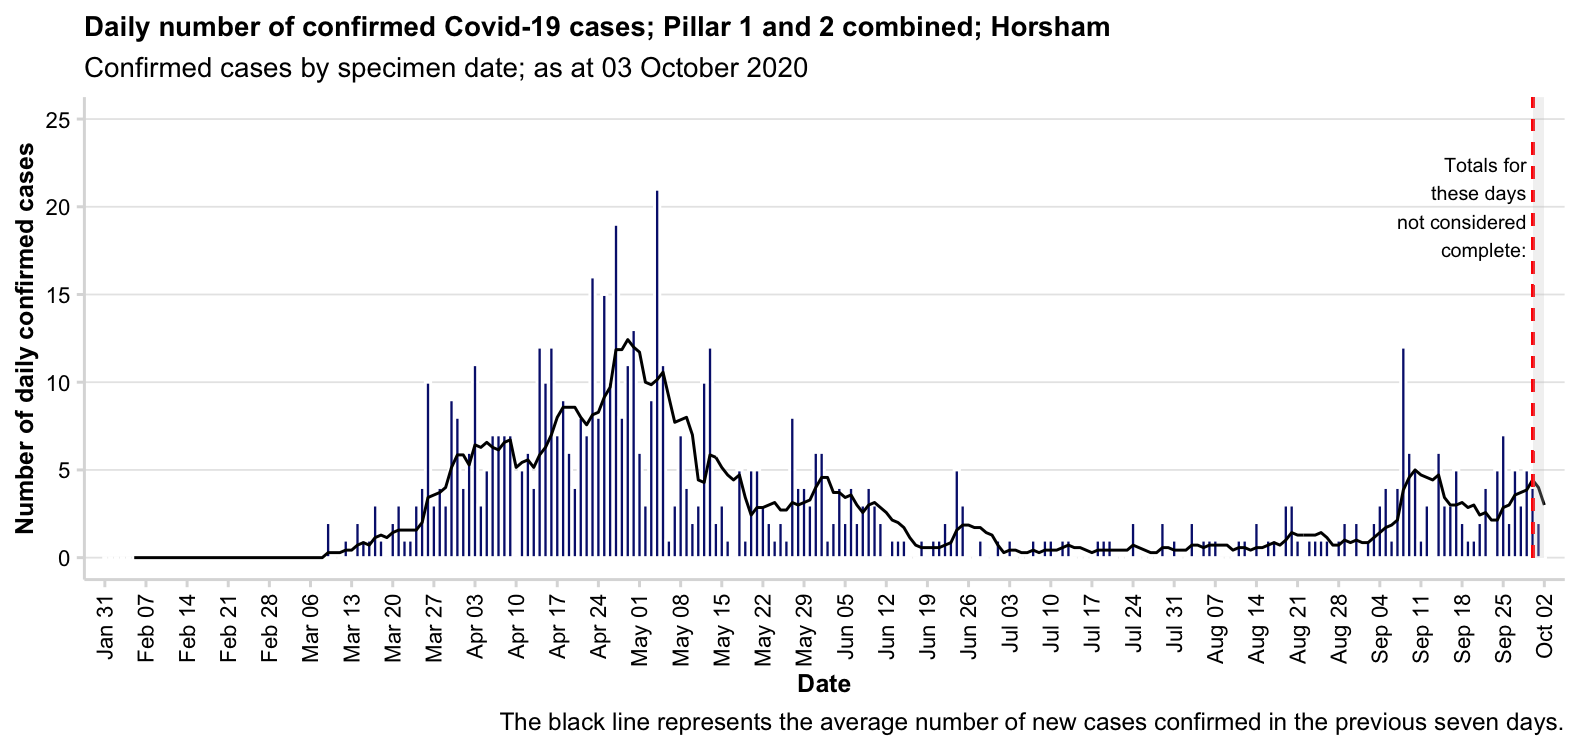 Daily number of confirmed Covid-19 cases; Pillar 1 and 2 combined; Horsham
Confirmed cases by specimen date; as at 03 October 2020
Number of daily confirmed cases
25
20
15
10
5
0
Totals for
these days
not considered
complete:
Jan 31
Feb 07
Feb 14
Feb 21
Feb 28
Mar 06
Mar 13
Mar 20
Mar 27
Apr 03
Apr 10
Apr 17
Apr 24
May 01
May 08
May 15
May 22
May 29
Jun 05
Jun 12
Jun 19
Jun 26
Jul 03
Jul 10
Jul 17
Jul 24
Jul 31
Aug 07
Aug 14
Aug 21
Aug 28
Sep 04
Sep 11
Sep 18
Sep 25
Oct 02
Date
The black line represents the average number of new cases confirmed in the previous seven days.